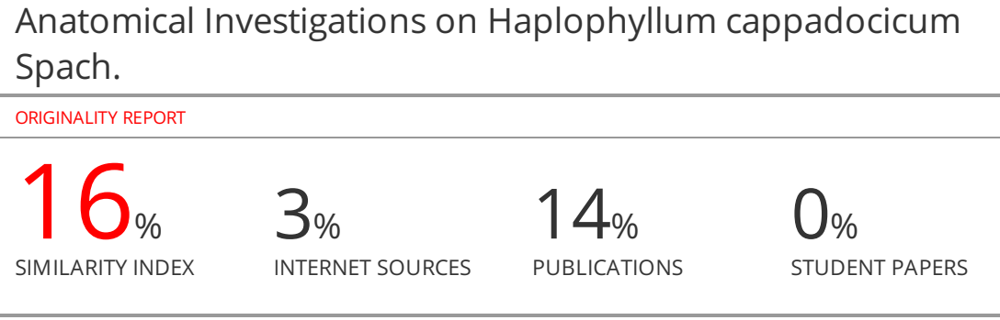 Anatomical Investigations on Haplophyllum cappadocicum
Spach.
ORIGINALITY REPORT
16% 3% 14% 0%
SIMILARITY INDEX INTERNET SOURCES PUBLICATIONS STUDENT PAPERS